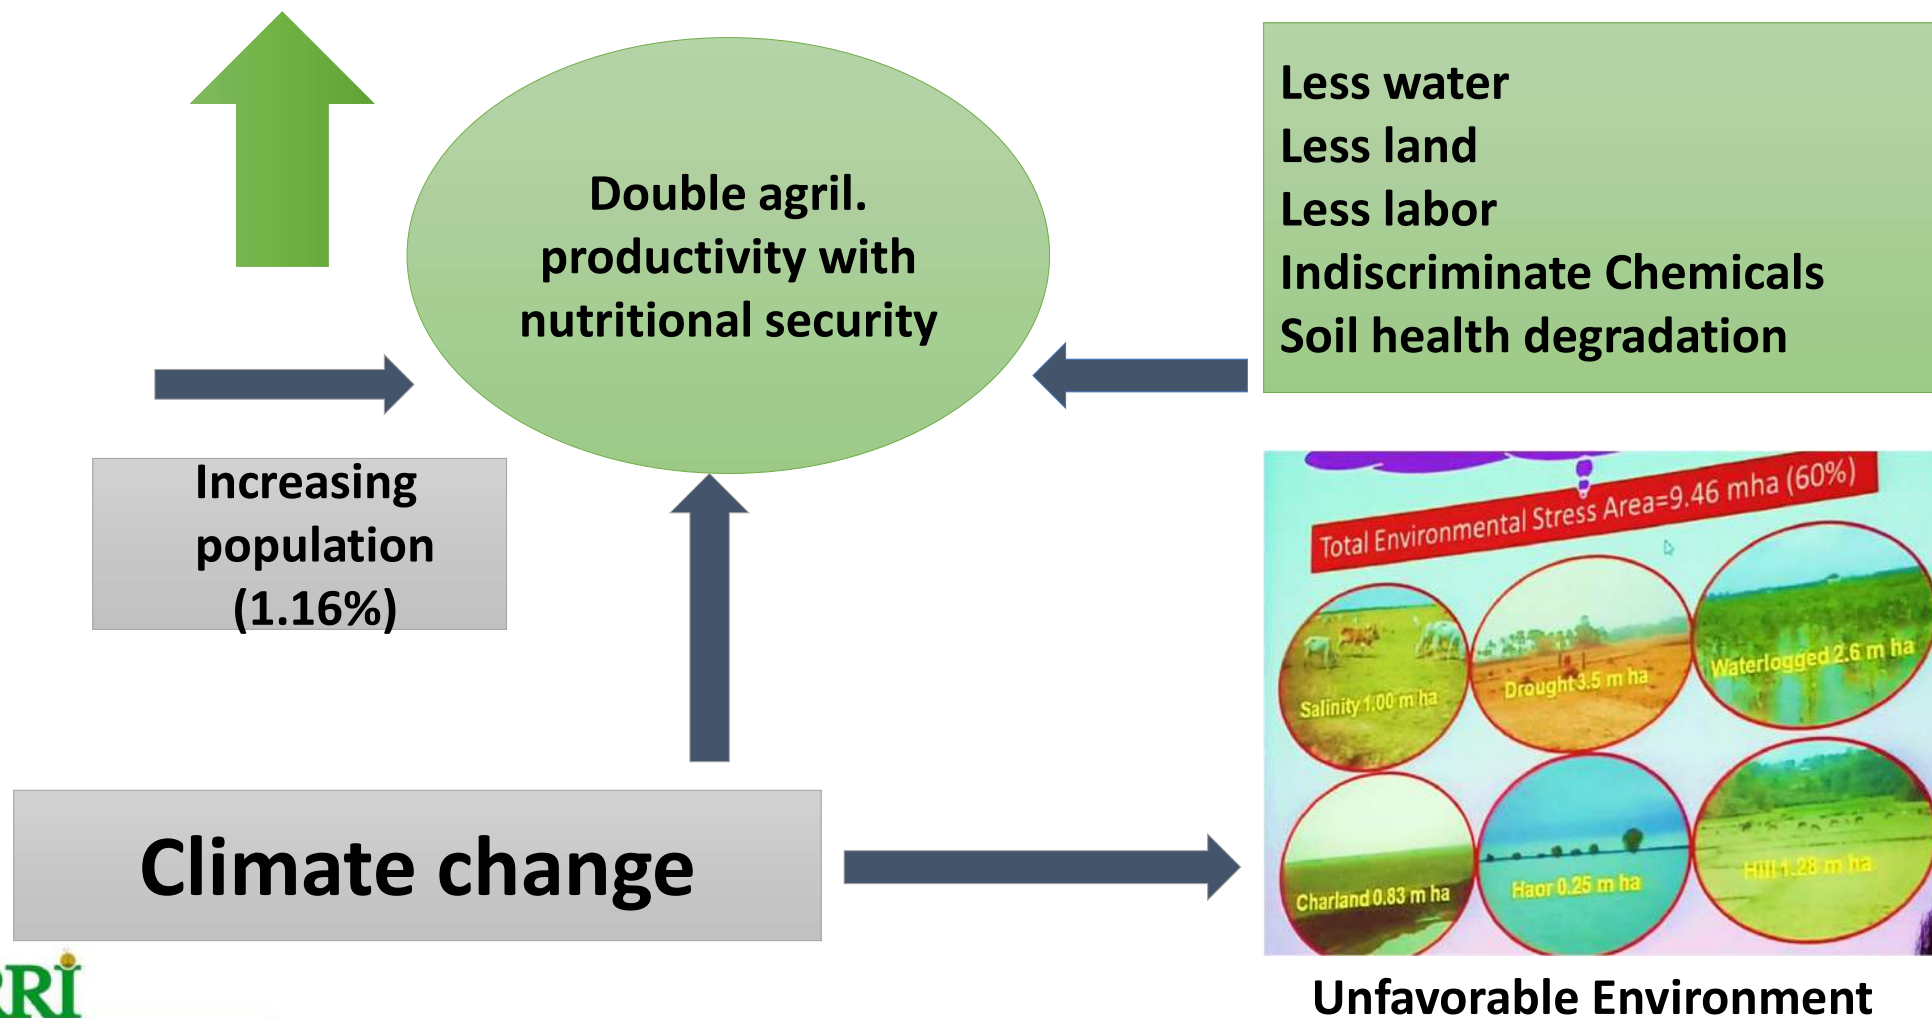 Double agril.
productivity with
nutritional security
Less water
Less land
Less labor
Indiscriminate Chemicals
Soil health degradation
Increasing
population
(1.16%)
Climate change
Total Environmental Stress Area=9.46 mha (60%)
Salinity 1.00 m ha
Drought 3.5 m ha
Waterlogged 2.6 m ha
Charland 0.83 m ha
Haor 0.25 m ha
Hill 1.28 m ha
Unfavorable Environment